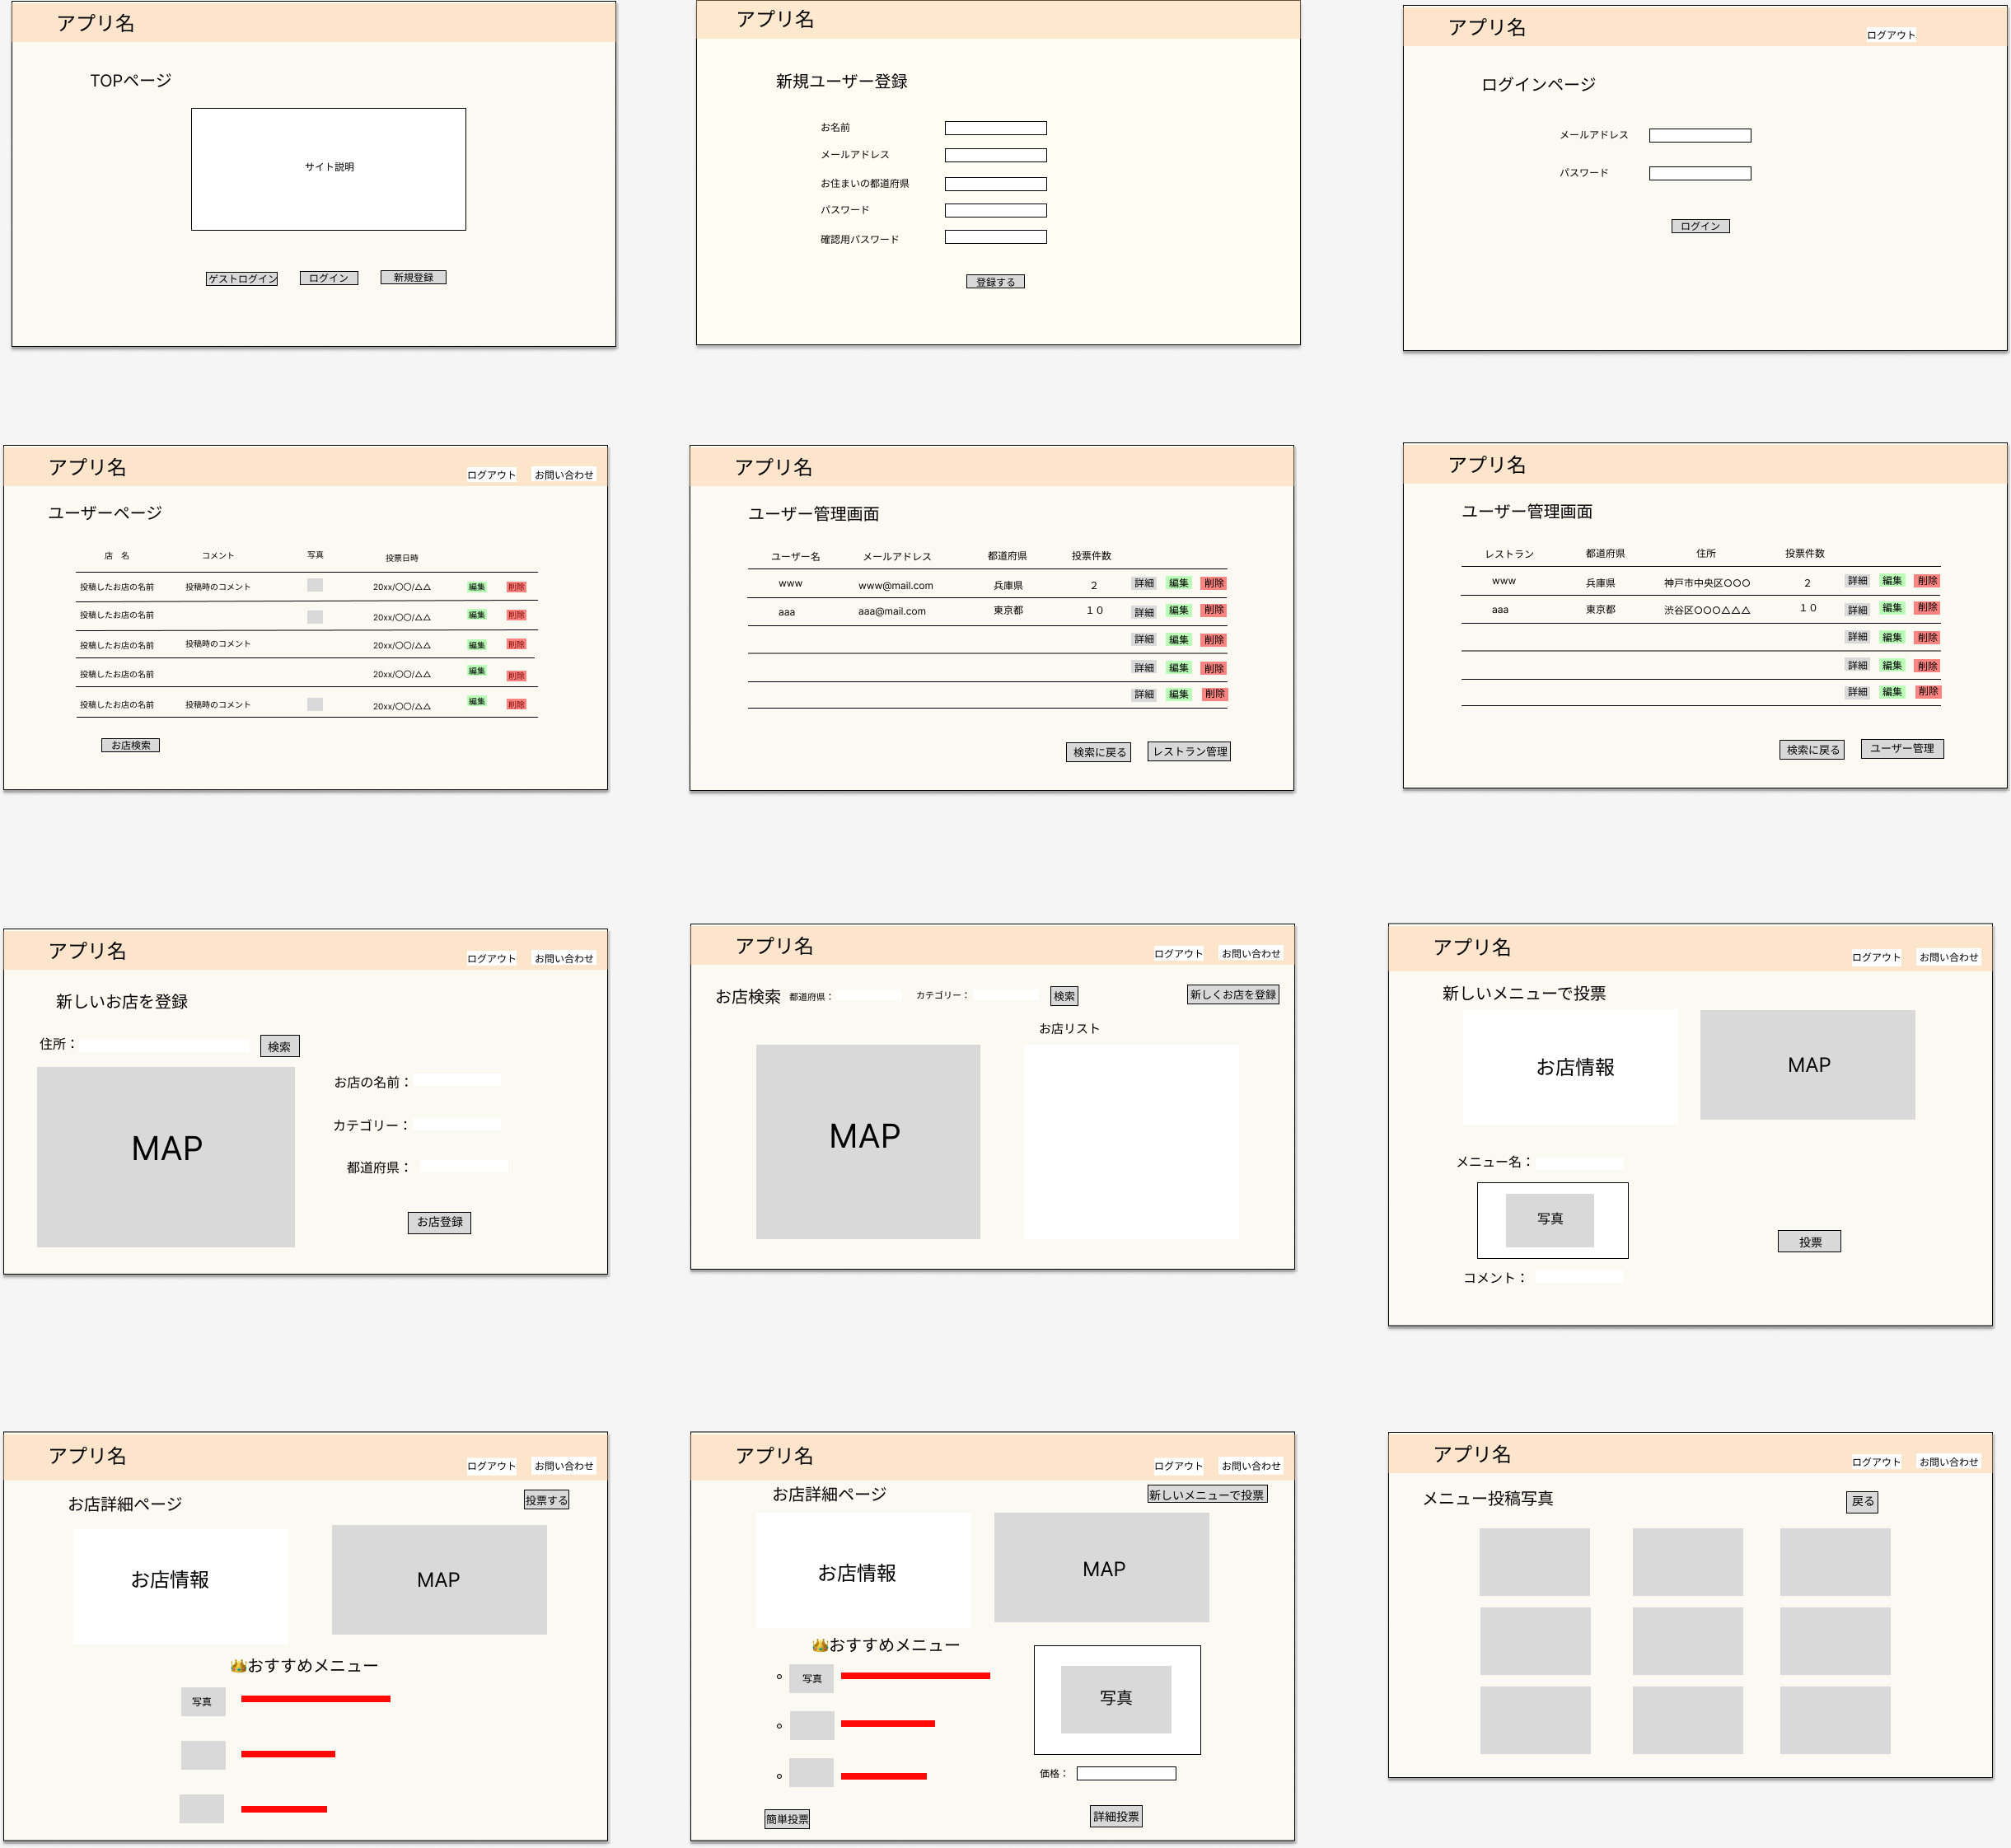 アプリ名
TOPページ
サイト説明
ゲストログイン ログイン 新規登録
アプリ名
新規ユーザー登録
お名前
メールアドレス
お住まいの都道府県
パスワード
確認用パスワード
登録する
アプリ名
ログアウト
ログインページ
メールアドレス
パスワード
ログイン
アプリ名
ログアウト お問い合わせ
ユーザーページ
店 名 コメント 写真 投票日時
投稿したお店の名前 投稿時のコメント 20xx/〇〇/△△ 編集 削除
投稿したお店の名前 20xx/〇〇/△△ 編集 削除
投稿したお店の名前 投稿時のコメント 20xx/〇〇/△△ 編集 削除
投稿したお店の名前 20xx/〇〇/△△ 編集 削除
投稿したお店の名前 投稿時のコメント 20xx/〇〇/△△ 編集 削除
お店検索
アプリ名
ユーザー管理画面
ユーザー名 メールアドレス 都道府県 投票件数
www www@mail.com 兵庫県 2 詳細 編集 削除
aaa aaa@mail.com 東京都 10 詳細 編集 削除
詳細 編集 削除
詳細 編集 削除
詳細 編集 削除
検索に戻る レストラン管理
アプリ名
ユーザー管理画面
レストラン 都道府県 住所 投票件数
www 兵庫県 神戸市中央区○○○ 2 詳細 編集 削除
aaa 東京都 渋谷区○○○△△△ 10 詳細 編集 削除
詳細 編集 削除
詳細 編集 削除
詳細 編集 削除
検索に戻る ユーザー管理
アプリ名
ログアウト お問い合わせ
新しいお店を登録
住所： 検索
MAP
お店の名前：
カテゴリー：
都道府県：
お店登録
アプリ名
ログアウト お問い合わせ
お店検索 都道府県： カテゴリー： 検索 新しくお店を登録
お店リスト
MAP
アプリ名
ログアウト お問い合わせ
新しいメニューで投票
お店情報 MAP
メニュー名：
写真
投票
コメント：
アプリ名
ログアウト お問い合わせ
お店詳細ページ 投票する
お店情報 MAP
👑おすすめメニュー
写真
アプリ名
ログアウト お問い合わせ
お店詳細ページ 新しいメニューで投票
お店情報 MAP
👑おすすめメニュー
写真
写真
価格：
簡単投票 詳細投票
アプリ名
ログアウト お問い合わせ
メニュー投稿写真 戻る